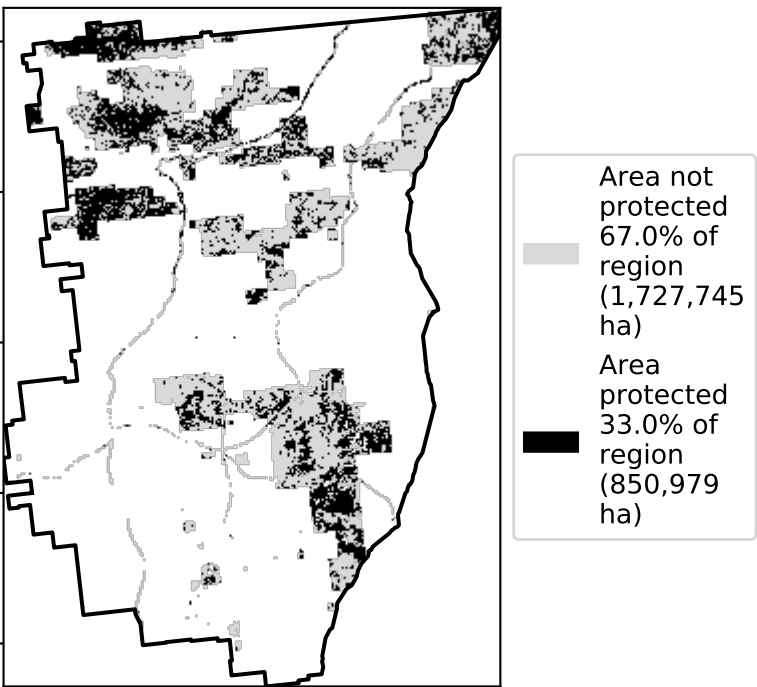 Area not
protected
67.0% of
region
(1,727,745
ha)
Area
protected
33.0% of
region
(850,979
ha)